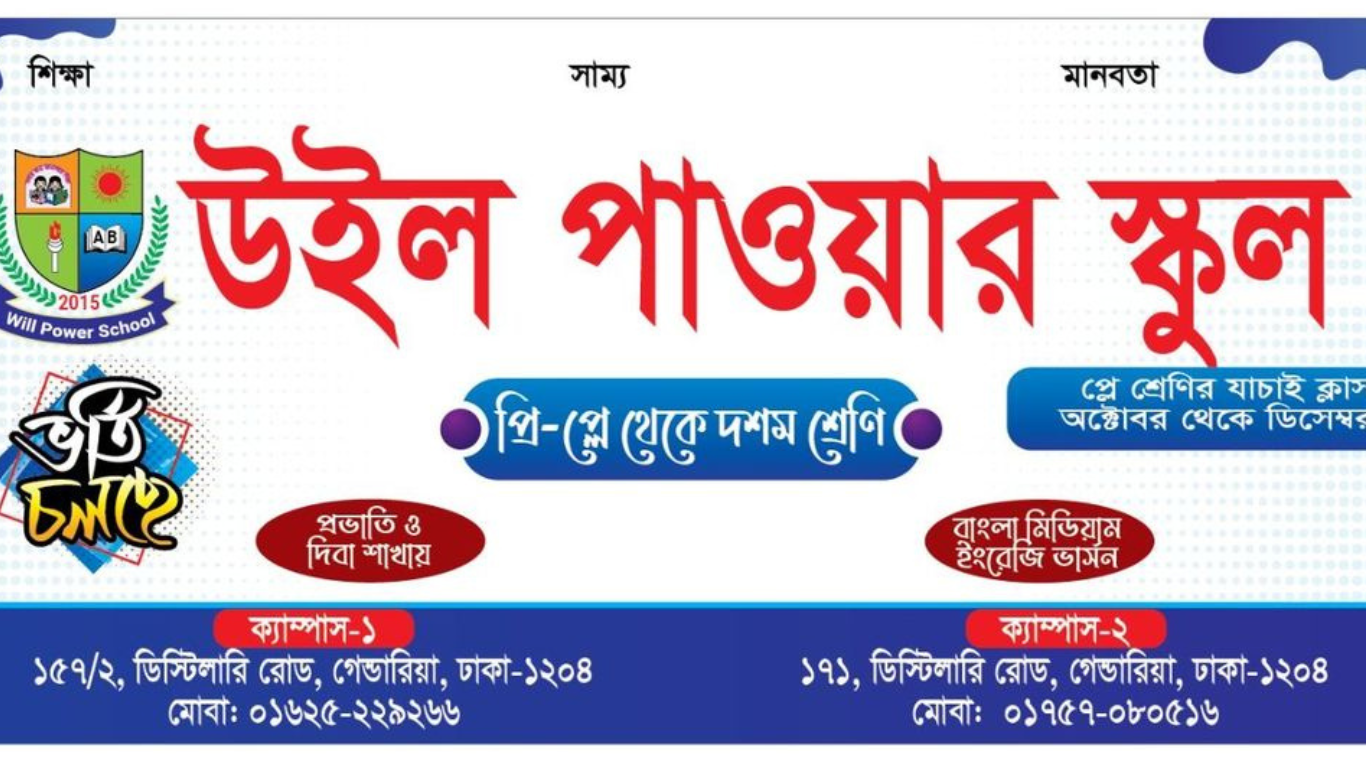 শিক্ষা
সাম্য
মানবতা
উইল পাওয়ার স্কুল
AB
2015
Will Power School
ভর্তি
চলছে
প্রি-প্লে থেকে দশম শ্রেণি
প্লে শ্রেণির যাচাই ক্লাস
অক্টোবর থেকে ডিসেম্বর
প্রভাতি ও
দিবা শাখায়
বাংলা মিডিয়াম
ইংরেজি ভার্সন
ক্যাম্পাস-১
১৫৭/২, ডিস্টিলারি রোড, গেন্ডারিয়া, ঢাকা-১২০৪
মোবা: ০১৬২৫-২২৯২৬৬
ক্যাম্পাস-২
১৭১, ডিস্টিলারি রোড, গেন্ডারিয়া, ঢাকা-১২০৪
মোবা: ০১৭৫৭-০৮০৫১৬